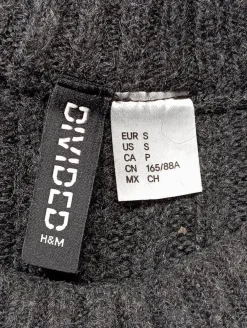 DIVIDED
H&M
EUR S
US S
CA P
CN 165/88A
MX CH